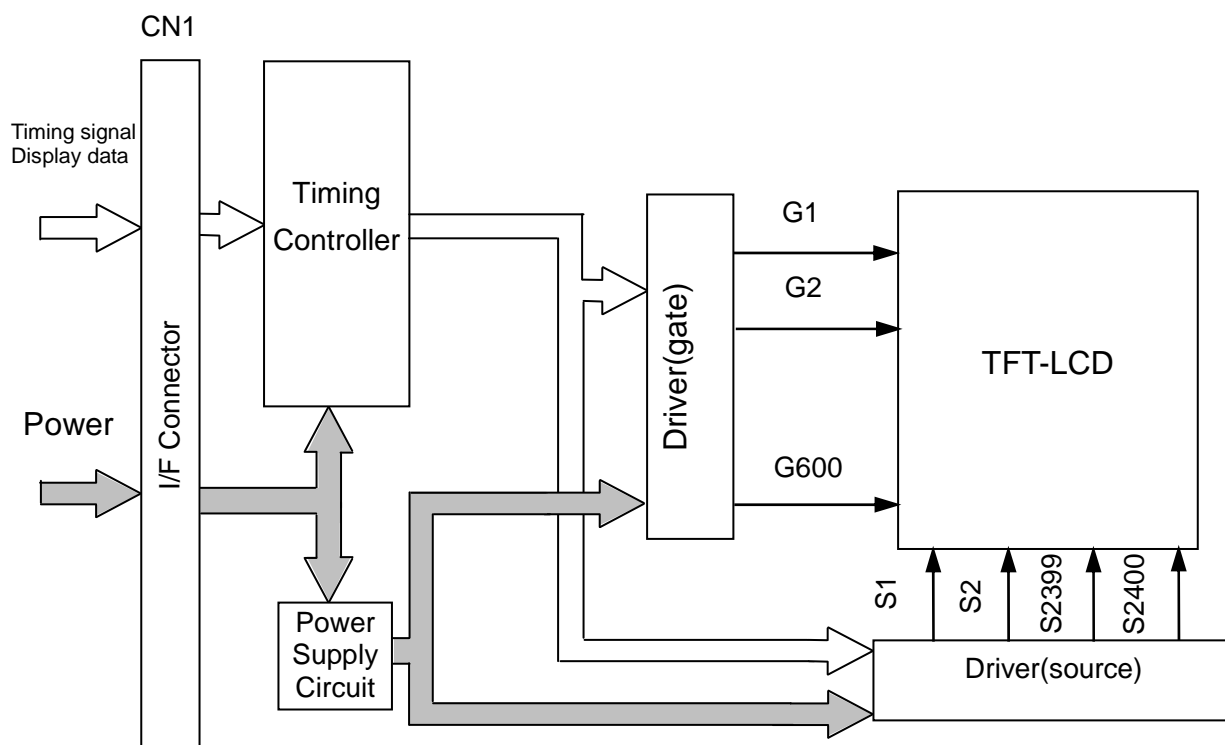 CN1
Timing signal
Display data
Timing
Controller
I/F Connector
Power
Driver(gate)
G1
G2
G600
TFT-LCD
S1
S2
S2399
S2400
Power
Supply
Circuit
Driver(source)